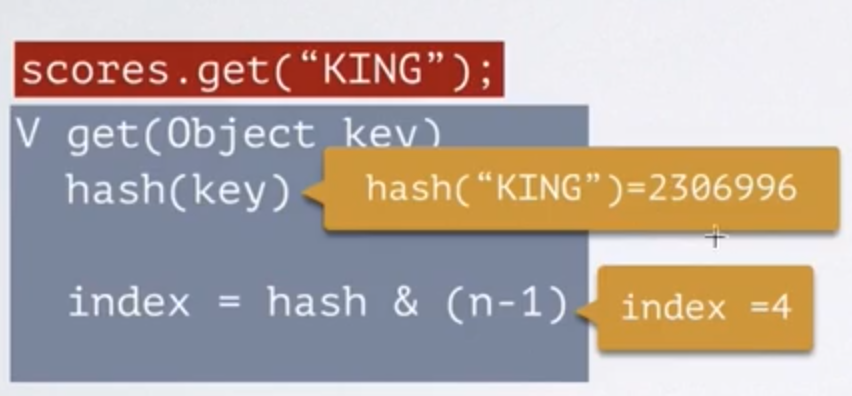 scores.get(“KING”);
V get(Object key)
hash(key)
hash(“KING”)=2306996
index = hash & (n-1)
index =4